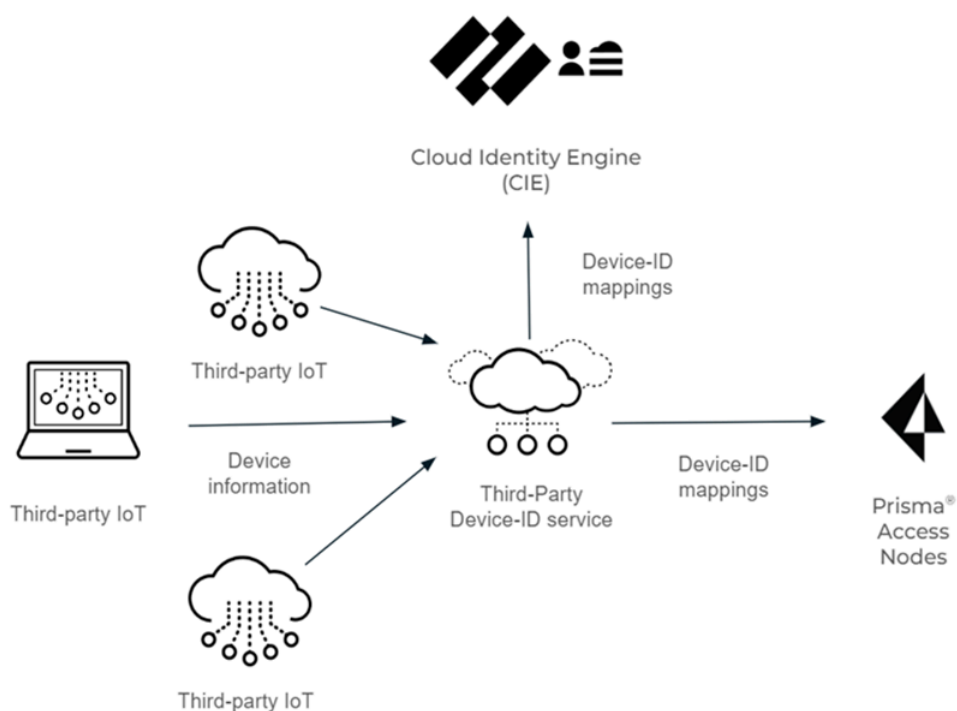 Cloud Identity Engine
(CIE)
Device-ID
mappings
Third-party IoT
Third-party IoT
Device
information
Third-Party
Device-ID service
Device-ID
mappings
Prisma®
Access
Nodes
Third-party IoT